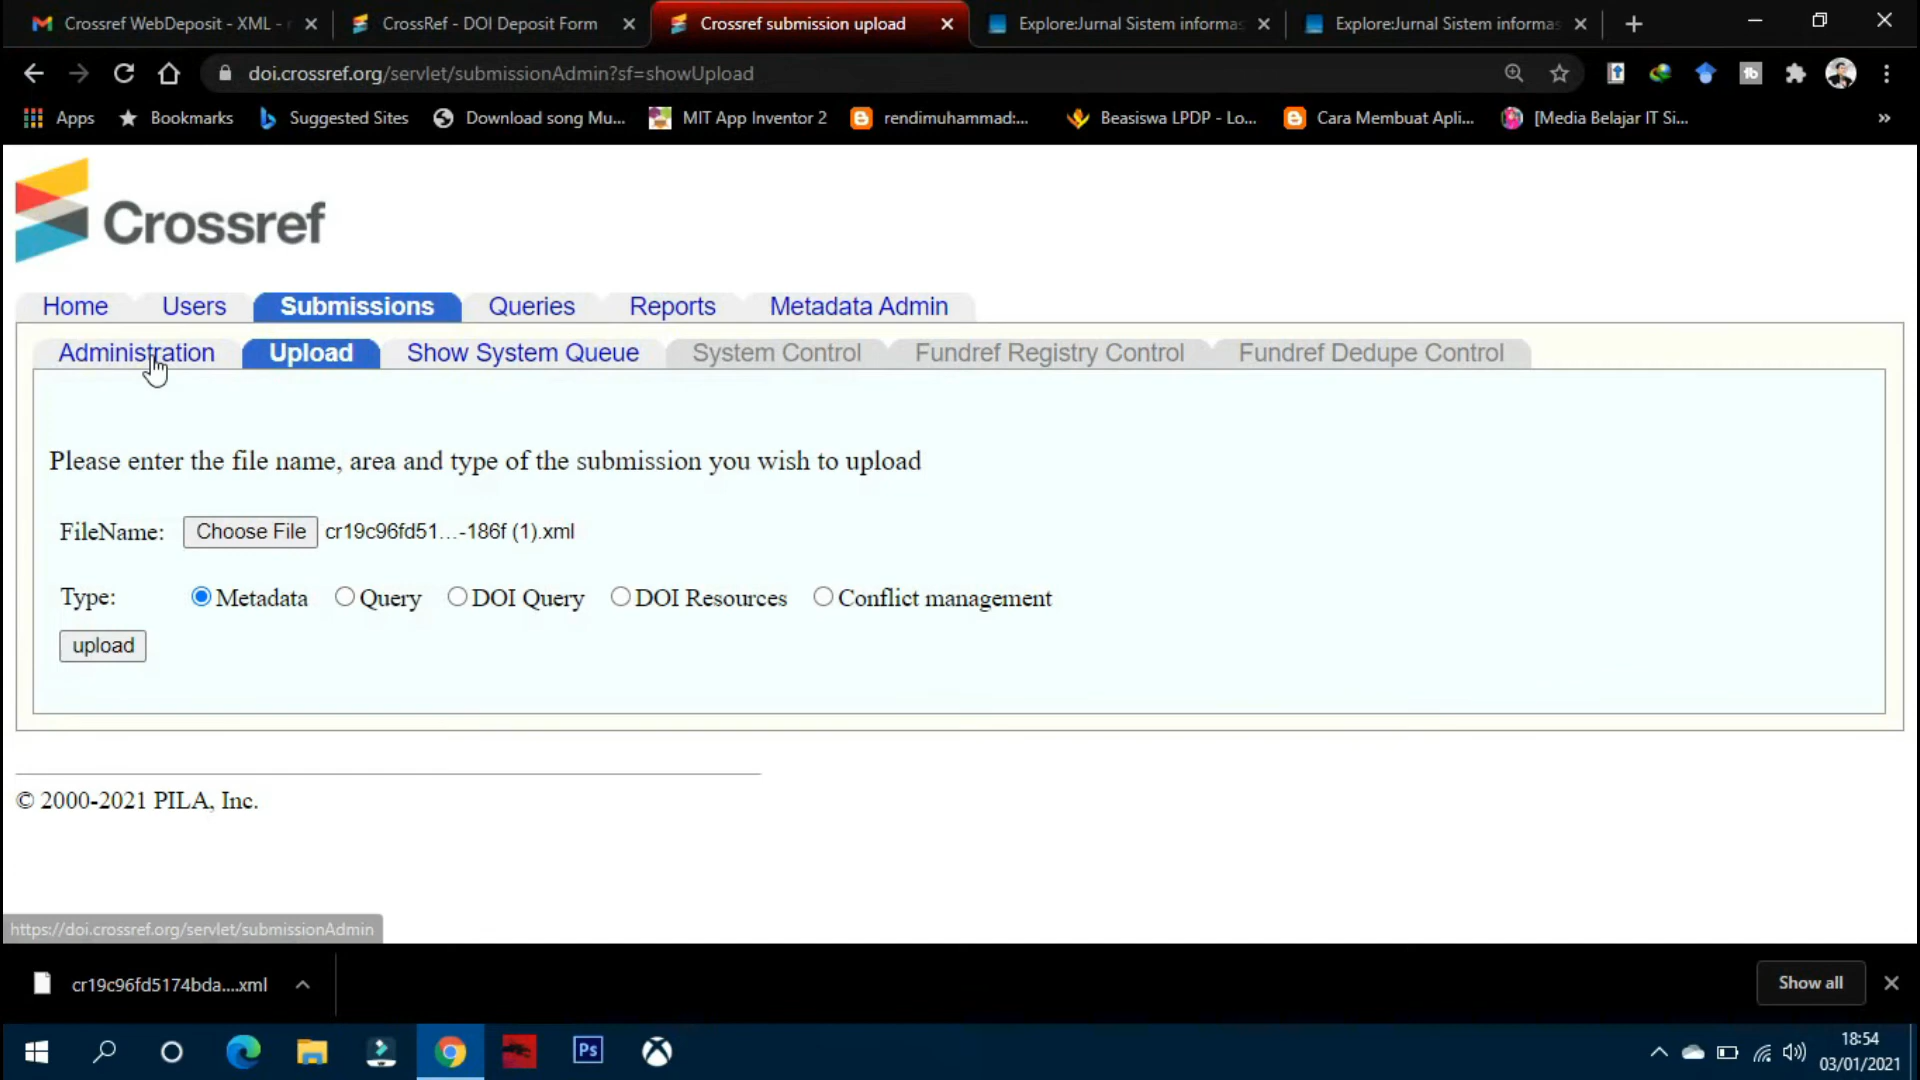 Crossref WebDeposit - XML -
CrossRef - DOI Deposit Form
Crossref submission upload
Explore:Jurnal Sistem informas
Explore:Jurnal Sistem informas
doi.crossref.org/servlet/submissionAdmin?sf=showUpload
Apps
Bookmarks
Suggested Sites
Download song Mu...
MIT App Inventor 2
rendimuhammad:...
Beasiswa LPDP - Lo...
Cara Membuat Apli...
[Media Belajar IT Si...
»
Crossref
Home
Users
Submissions
Queries
Reports
Metadata Admin
Administration
Upload
Show System Queue
System Control
Fundref Registry Control
Fundref Dedupe Control
Please enter the file name, area and type of the submission you wish to upload
FileName: Choose File cr19c96fd51...-186f (1).xml
Type: Metadata Query DOI Query DOI Resources Conflict management
upload
© 2000-2021 PILA, Inc.
https://doi.crossref.org/servlet/submissionAdmin
cr19c96fd5174bda....xml
Show all
Ps
18:54
03/01/2021